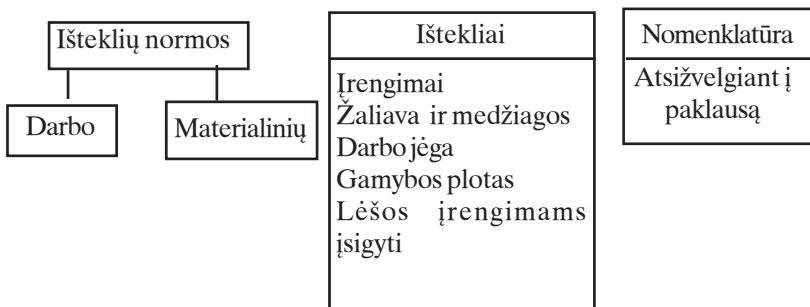 Išteklių normos
Darbo
Materialinių
Ištekliai
Įrengimai
Žaliava ir medžiagos
Darbo jėga
Gamybos plotas
Lėšos įrengimams
įsigyti
Nomenklatūra
Atsižvelgiant į
paklausą